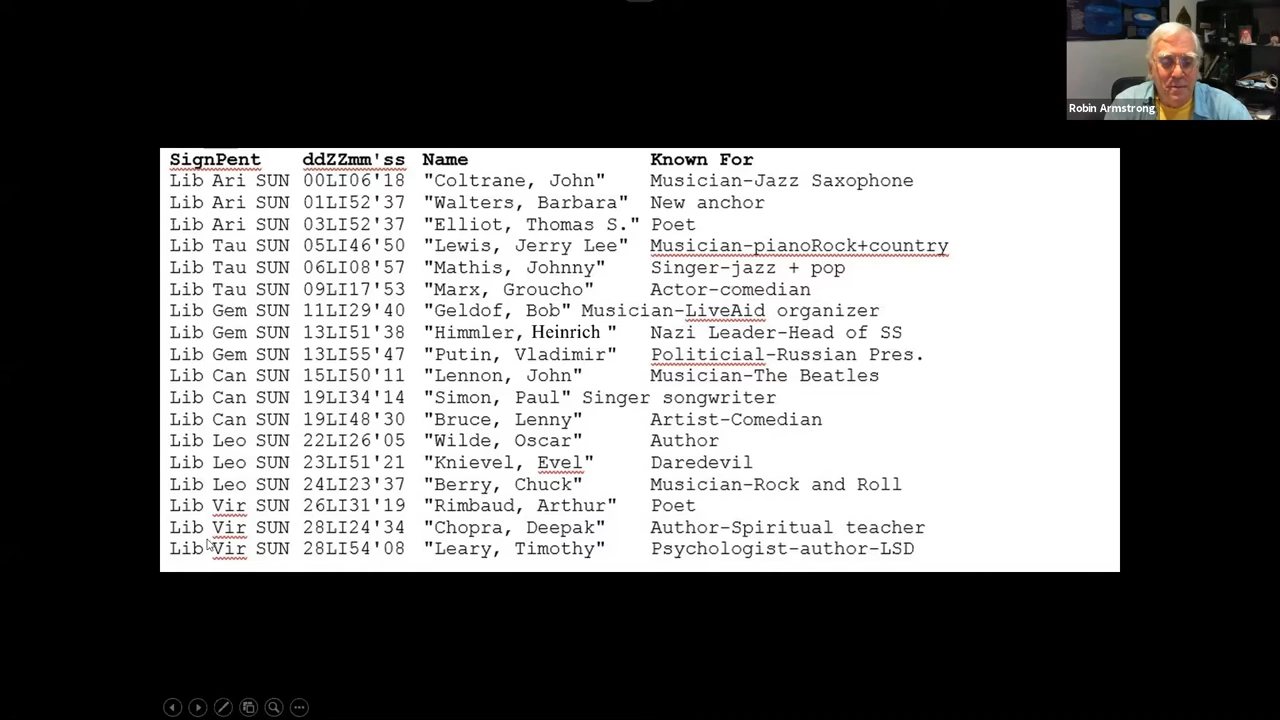 Robin Armstrong
SignPent ddZZmm'ss Name Known For
Lib Ari SUN 00LI06'18 "Coltrane, John" Musician-Jazz Saxophone
Lib Ari SUN 01LI52'37 "Walters, Barbara" New anchor
Lib Ari SUN 03LI52'37 "Elliot, Thomas S." Poet
Lib Tau SUN 05LI46'50 "Lewis, Jerry Lee" Musician-pianoRock+country
Lib Tau SUN 06LI08'57 "Mathis, Johnny" Singer-jazz + pop
Lib Tau SUN 09LI17'53 "Marx, Groucho" Actor-comedian
Lib Gem SUN 11LI29'40 "Geldof, Bob" Musician-LiveAid organizer
Lib Gem SUN 13LI51'38 "Himmler, Heinrich " Nazi Leader-Head of SS
Lib Gem SUN 13LI55'47 "Putin, Vladimir" Politicial-Russian Pres.
Lib Can SUN 15LI50'11 "Lennon, John" Musician-The Beatles
Lib Can SUN 19LI34'14 "Simon, Paul" Singer songwriter
Lib Can SUN 19LI48'30 "Bruce, Lenny" Artist-Comedian
Lib Leo SUN 22LI26'05 "Wilde, Oscar" Author
Lib Leo SUN 23LI51'21 "Knievel, Evel" Daredevil
Lib Leo SUN 24LI23'37 "Berry, Chuck" Musician-Rock and Roll
Lib Vir SUN 26LI31'19 "Rimbaud, Arthur" Poet
Lib Vir SUN 28LI24'34 "Chopra, Deepak" Author-Spiritual teacher
Lib Vir SUN 28LI54'08 "Leary, Timothy" Psychologist-author-LSD